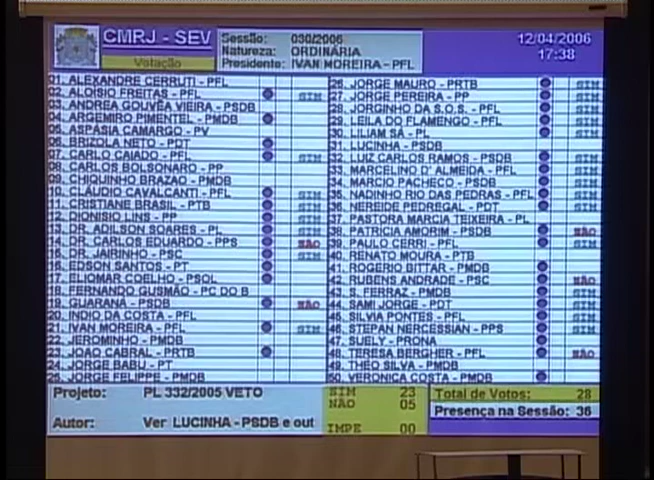 CMRJ - SEV
Votação
Sessão: 030/2006
Natureza: ORDINÁRIA
Presidente: IVAN MOREIRA - PFL
12/04/2006
17:38
01. ALEXANDRE CERRUTI - PFL
02. ALOISIO FREITAS - PFL SIM
03. ANDREA GOUVÊA VIEIRA - PSDB
04. ARGEMIRO PIMENTEL - PMDB
05. ASPÁSIA CAMARGO - PV
06. BRIZOLA NETO - PDT
07. CARLO CAIADO - PFL SIM
08. CARLOS BOLSONARO - PP
09. CHIQUINHO BRAZÃO - PMDB
10. CLÁUDIO CAVALCANTI - PFL SIM
11. CRISTIANE BRASIL - PTB SIM
12. DIONISIO LINS - PP SIM
13. DR. ADILSON SOARES - PL SIM
14. DR. CARLOS EDUARDO - PPS NÃO
15. DR. JAIRINHO - PSC SIM
16. EDSON SANTOS - PT
17. ELIOMAR COELHO - PSOL
18. FERNANDO GUSMÃO - PC DO B
19. GUARANÁ - PSDB NÃO
20. INDIO DA COSTA - PFL
21. IVAN MOREIRA - PFL SIM
22. JEROMINHO - PMDB
23. JOÃO CABRAL - PRTB
24. JORGE BABU - PT
25. JORGE FELIPPE - PMDB
26. JORGE MAURO - PRTB SIM
27. JORGE PEREIRA - PP SIM
28. JORGINHO DA S.O.S. - PFL SIM
29. LEILA DO FLAMENGO - PFL SIM
30. LILIAM SÁ - PL SIM
31. LUCINHA - PSDB
32. LUIZ CARLOS RAMOS - PSDB SIM
33. MARCELINO D' ALMEIDA - PFL SIM
34. MARCIO PACHECO - PSDB SIM
35. NADINHO RIO DAS PEDRAS - PFL SIM
36. NEREIDE PEDREGAL - PDT SIM
37. PASTORA MARCIA TEIXEIRA - PL
38. PATRICIA AMORIM - PSDB NÃO
39. PAULO CERRI - PFL SIM
40. RENATO MOURA - PTB
41. ROGERIO BITTAR - PMDB
42. RUBENS ANDRADE - PSC NÃO
43. S. FERRAZ - PMDB SIM
44. SAMI JORGE - PDT SIM
45. SILVIA PONTES - PFL SIM
46. STEPAN NERCESSIAN - PPS SIM
47. SUELY - PRONA
48. TERESA BERGHER - PFL NÃO
49. THÉO SILVA - PMDB
50. VERONICA COSTA - PMDB
Projeto: PL 332/2005 VETO
Autor: Ver LUCINHA - PSDB e out
SIM 23
NÃO 05
IMPE 00
Total de Votos: 28
Presença na Sessão: 36